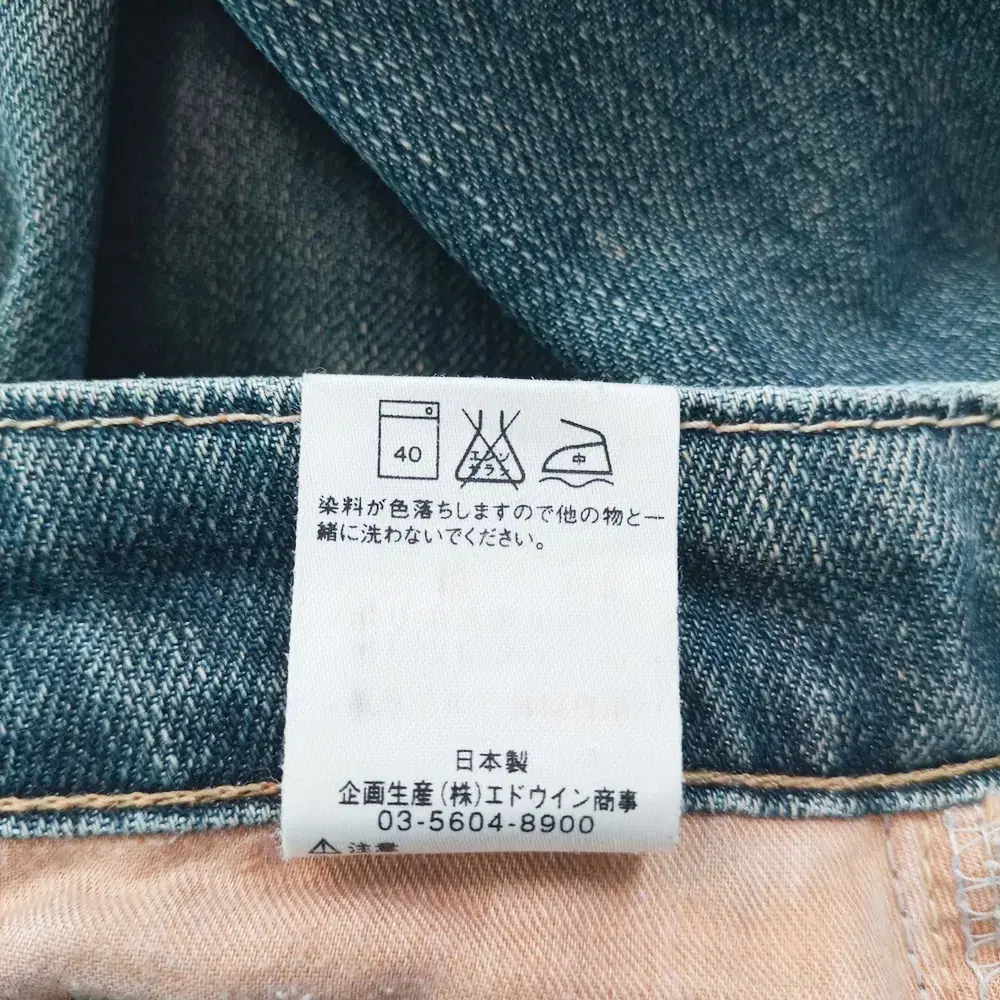 40
エンソ
サラシ
中
染料が色落ちしますので他の物と一
緒に洗わないでください。
日本製
企画生産(株)エドウイン商事
03-5604-8900
注意